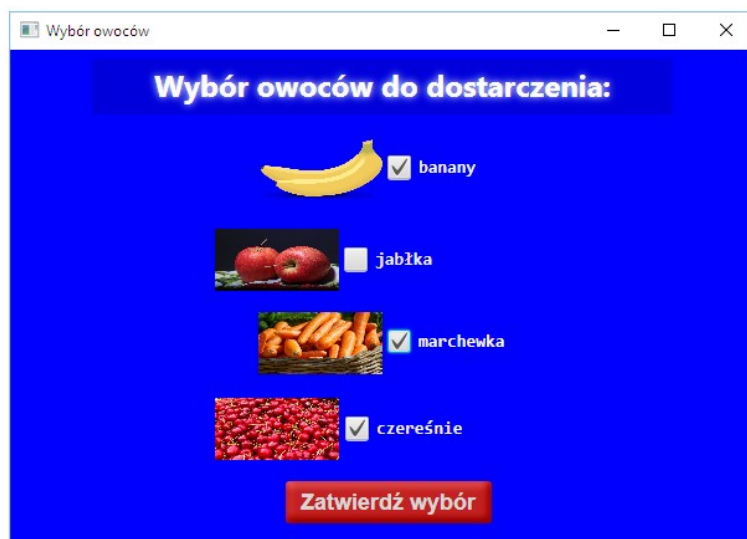 Wybór owoców
Wybór owoców do dostarczenia:
banany
jabłka
marchewka
czereśnie
Zatwierdź wybór